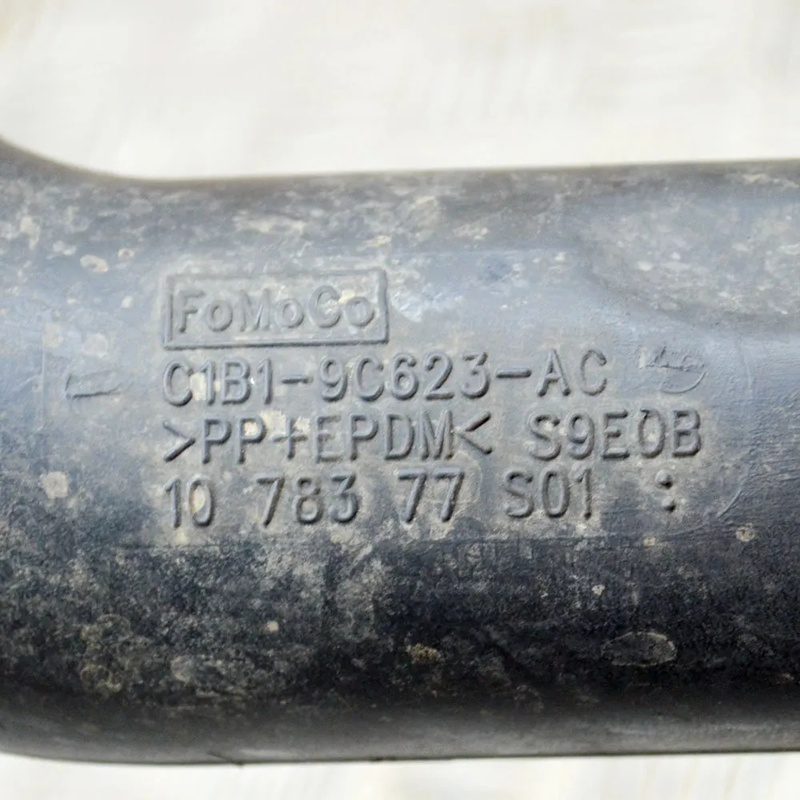 FoMoCo
C1B1-9C623-AC
>PP+EPDM< S9E0B
10 783 77 S01 :